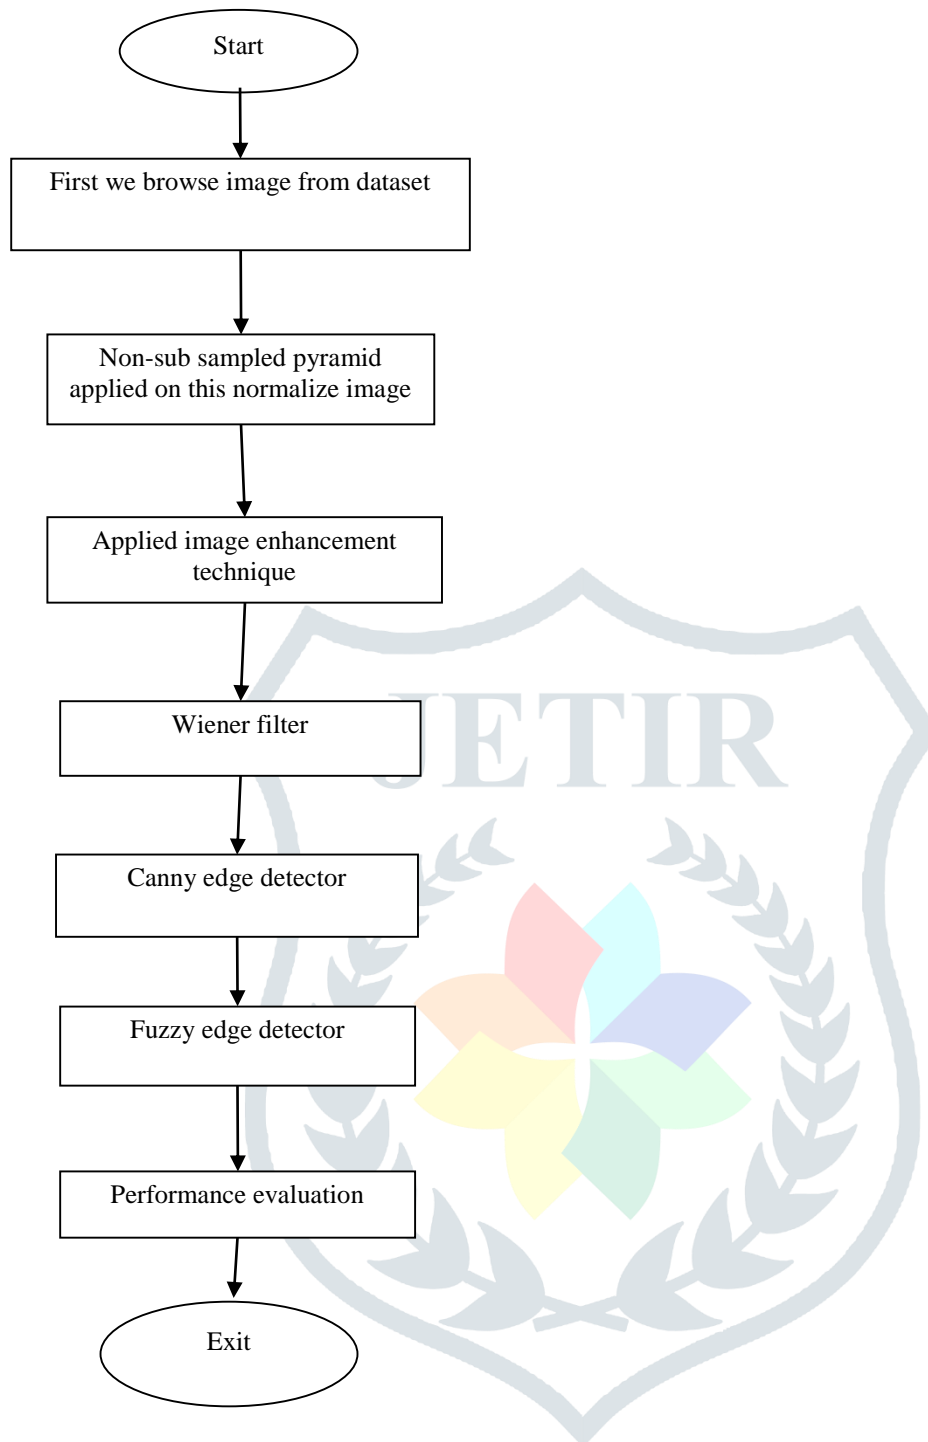 Start
First we browse image from dataset
Non-sub sampled pyramid
applied on this normalize image
Applied image enhancement
technique
Wiener filter
JETIR
Canny edge detector
Fuzzy edge detector
Performance evaluation
Exit